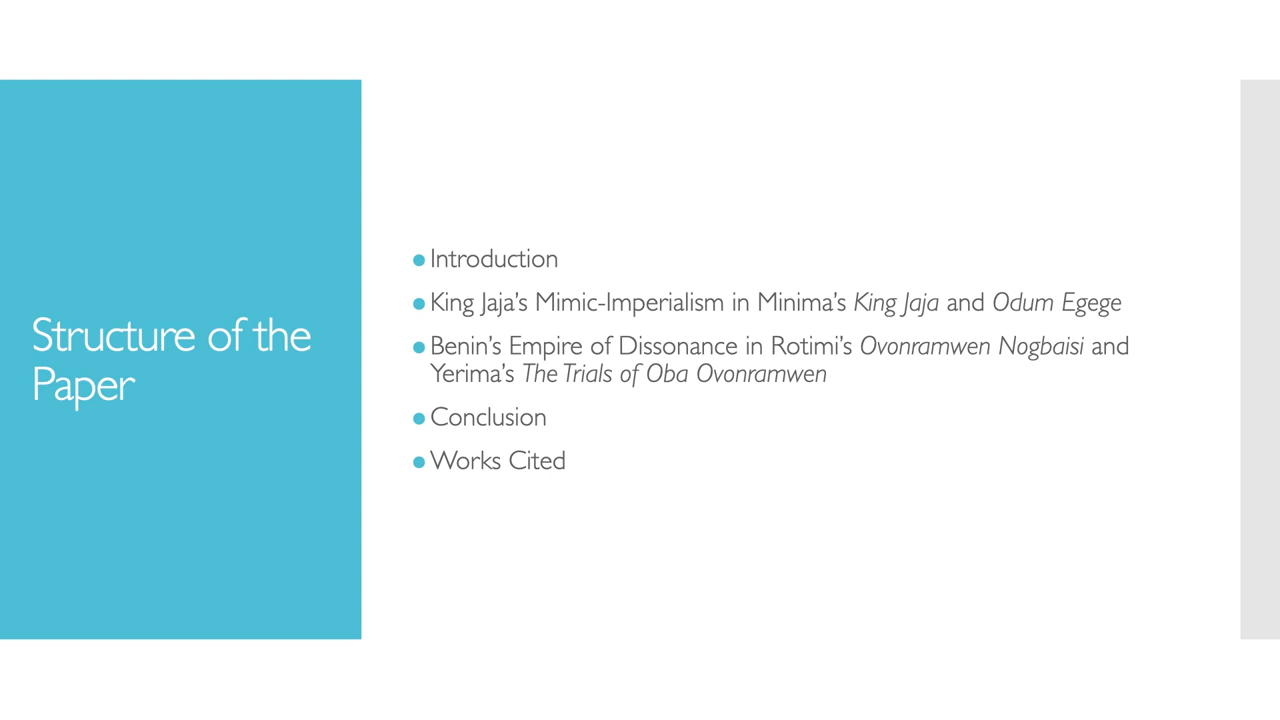 Structure of the
Paper
● Introduction
● King Jaja’s Mimic-Imperialism in Minima’s King Jaja and Odum Egege
● Benin’s Empire of Dissonance in Rotimi’s Ovonramwen Nogbaisi and
Yerima’s The Trials of Oba Ovonramwen
● Conclusion
● Works Cited